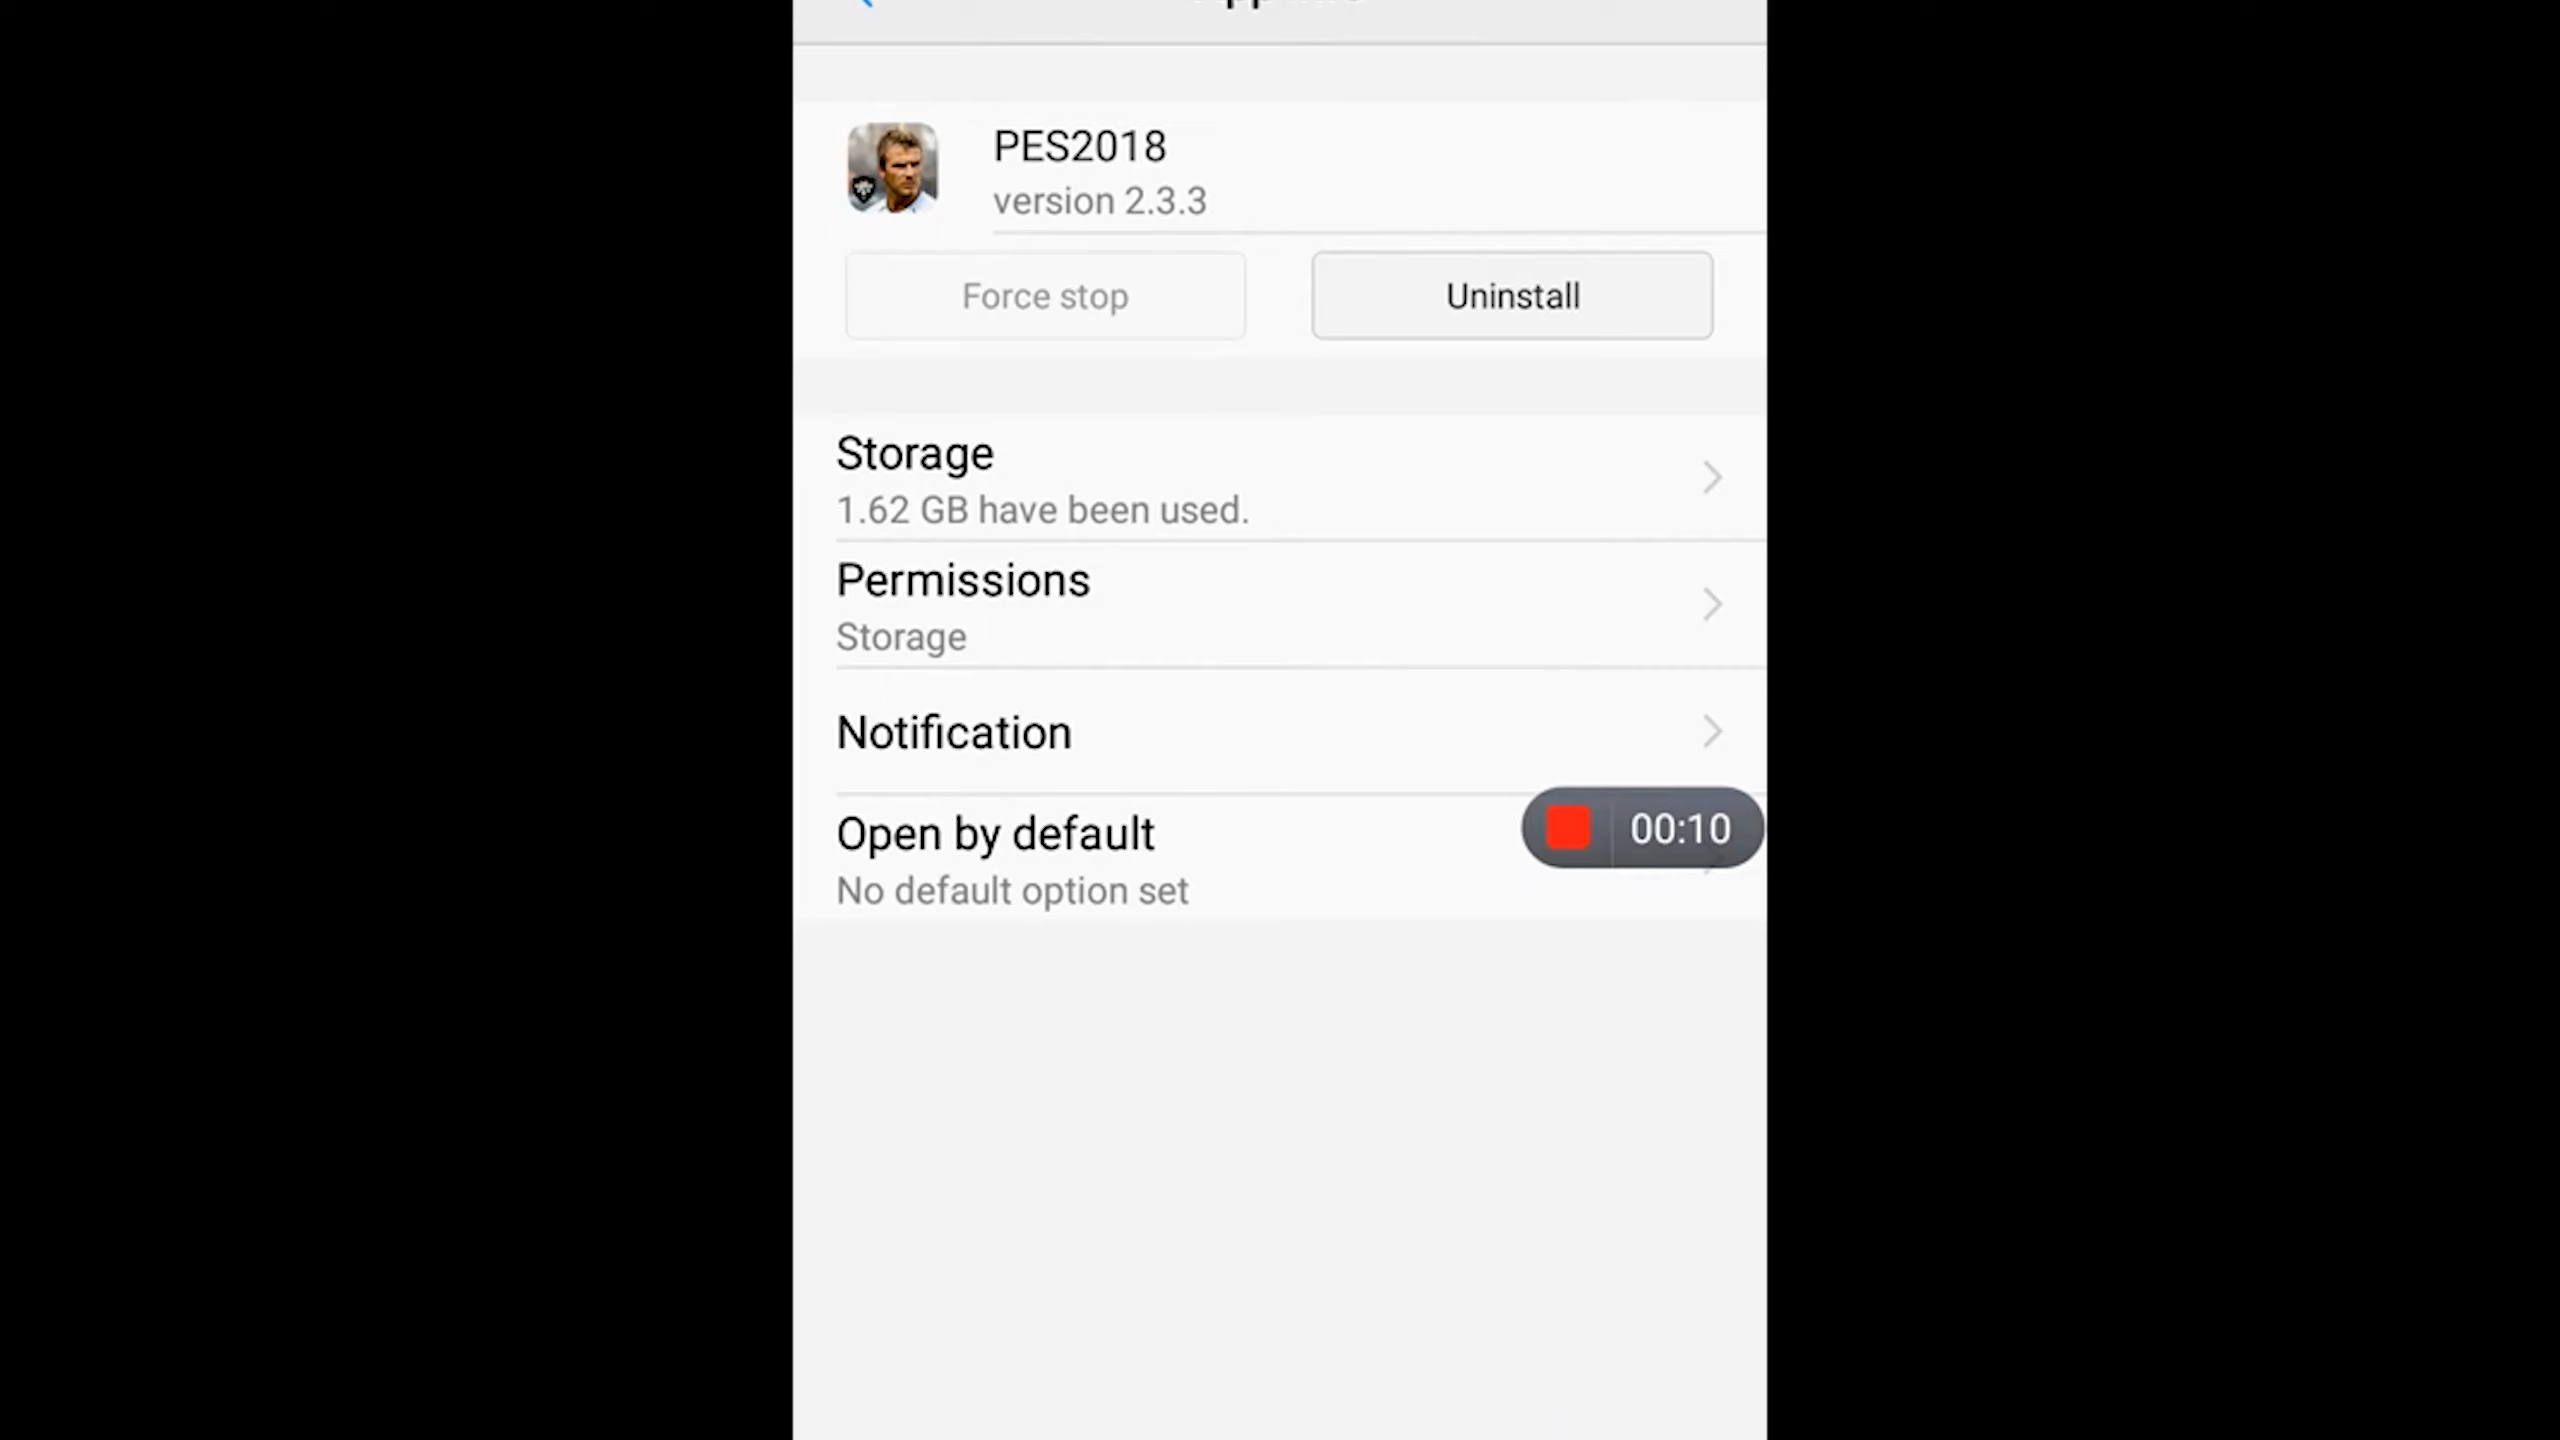 PES2018
version 2.3.3
Force stop
Uninstall
Storage
1.62 GB have been used.
Permissions
Storage
Notification
Open by default
00:10
No default option set